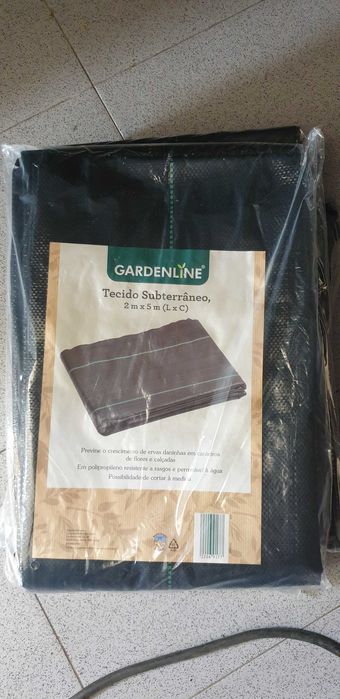 GARDENLINE®
Tecido Subterrâneo,
2 m x 5 m (L x C)
Previne o crescimento de ervas daninhas em canteiros
de flores e calçadas
Em polipropileno resistente a rasgos e permeável à água
Possibilidade de cortar à medida